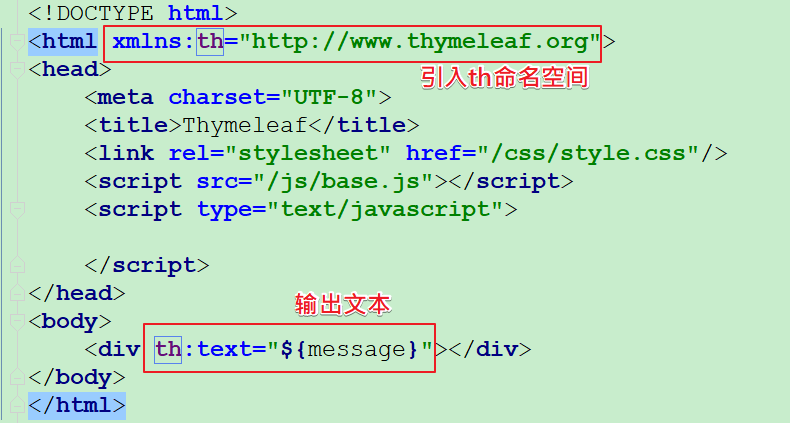 <!DOCTYPE html>
<html xmlns:th="http://www.thymeleaf.org">
引入th命名空间
<head>
    <meta charset="UTF-8">
    <title>Thymeleaf</title>
    <link rel="stylesheet" href="/css/style.css"/>
    <script src="/js/base.js"></script>
    <script type="text/javascript">
    </script>
</head>
输出文本
<body>
    <div th:text="${message}"></div>
</body>
</html>